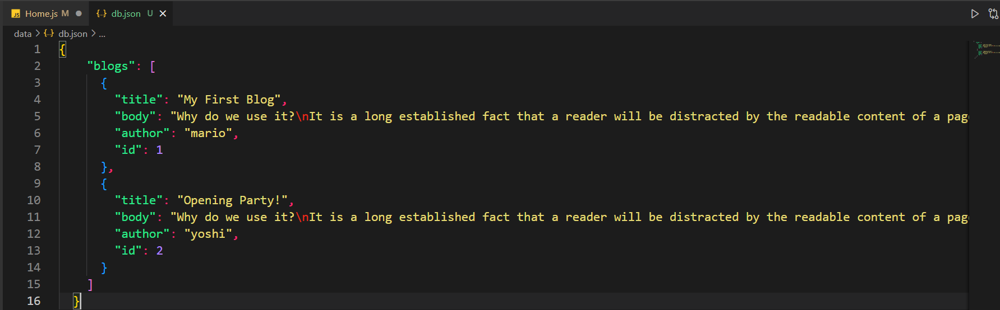 JS Home.js M
{..} db.json U
data > {..} db.json > ...
1 {
2 "blogs": [
3 {
4 "title": "My First Blog",
5 "body": "Why do we use it?\nIt is a long established fact that a reader will be distracted by the readable content of a pag
6 "author": "mario",
7 "id": 1
8 },
9 {
10 "title": "Opening Party!",
11 "body": "Why do we use it?\nIt is a long established fact that a reader will be distracted by the readable content of a pag
12 "author": "yoshi",
13 "id": 2
14 }
15 ]
16 }